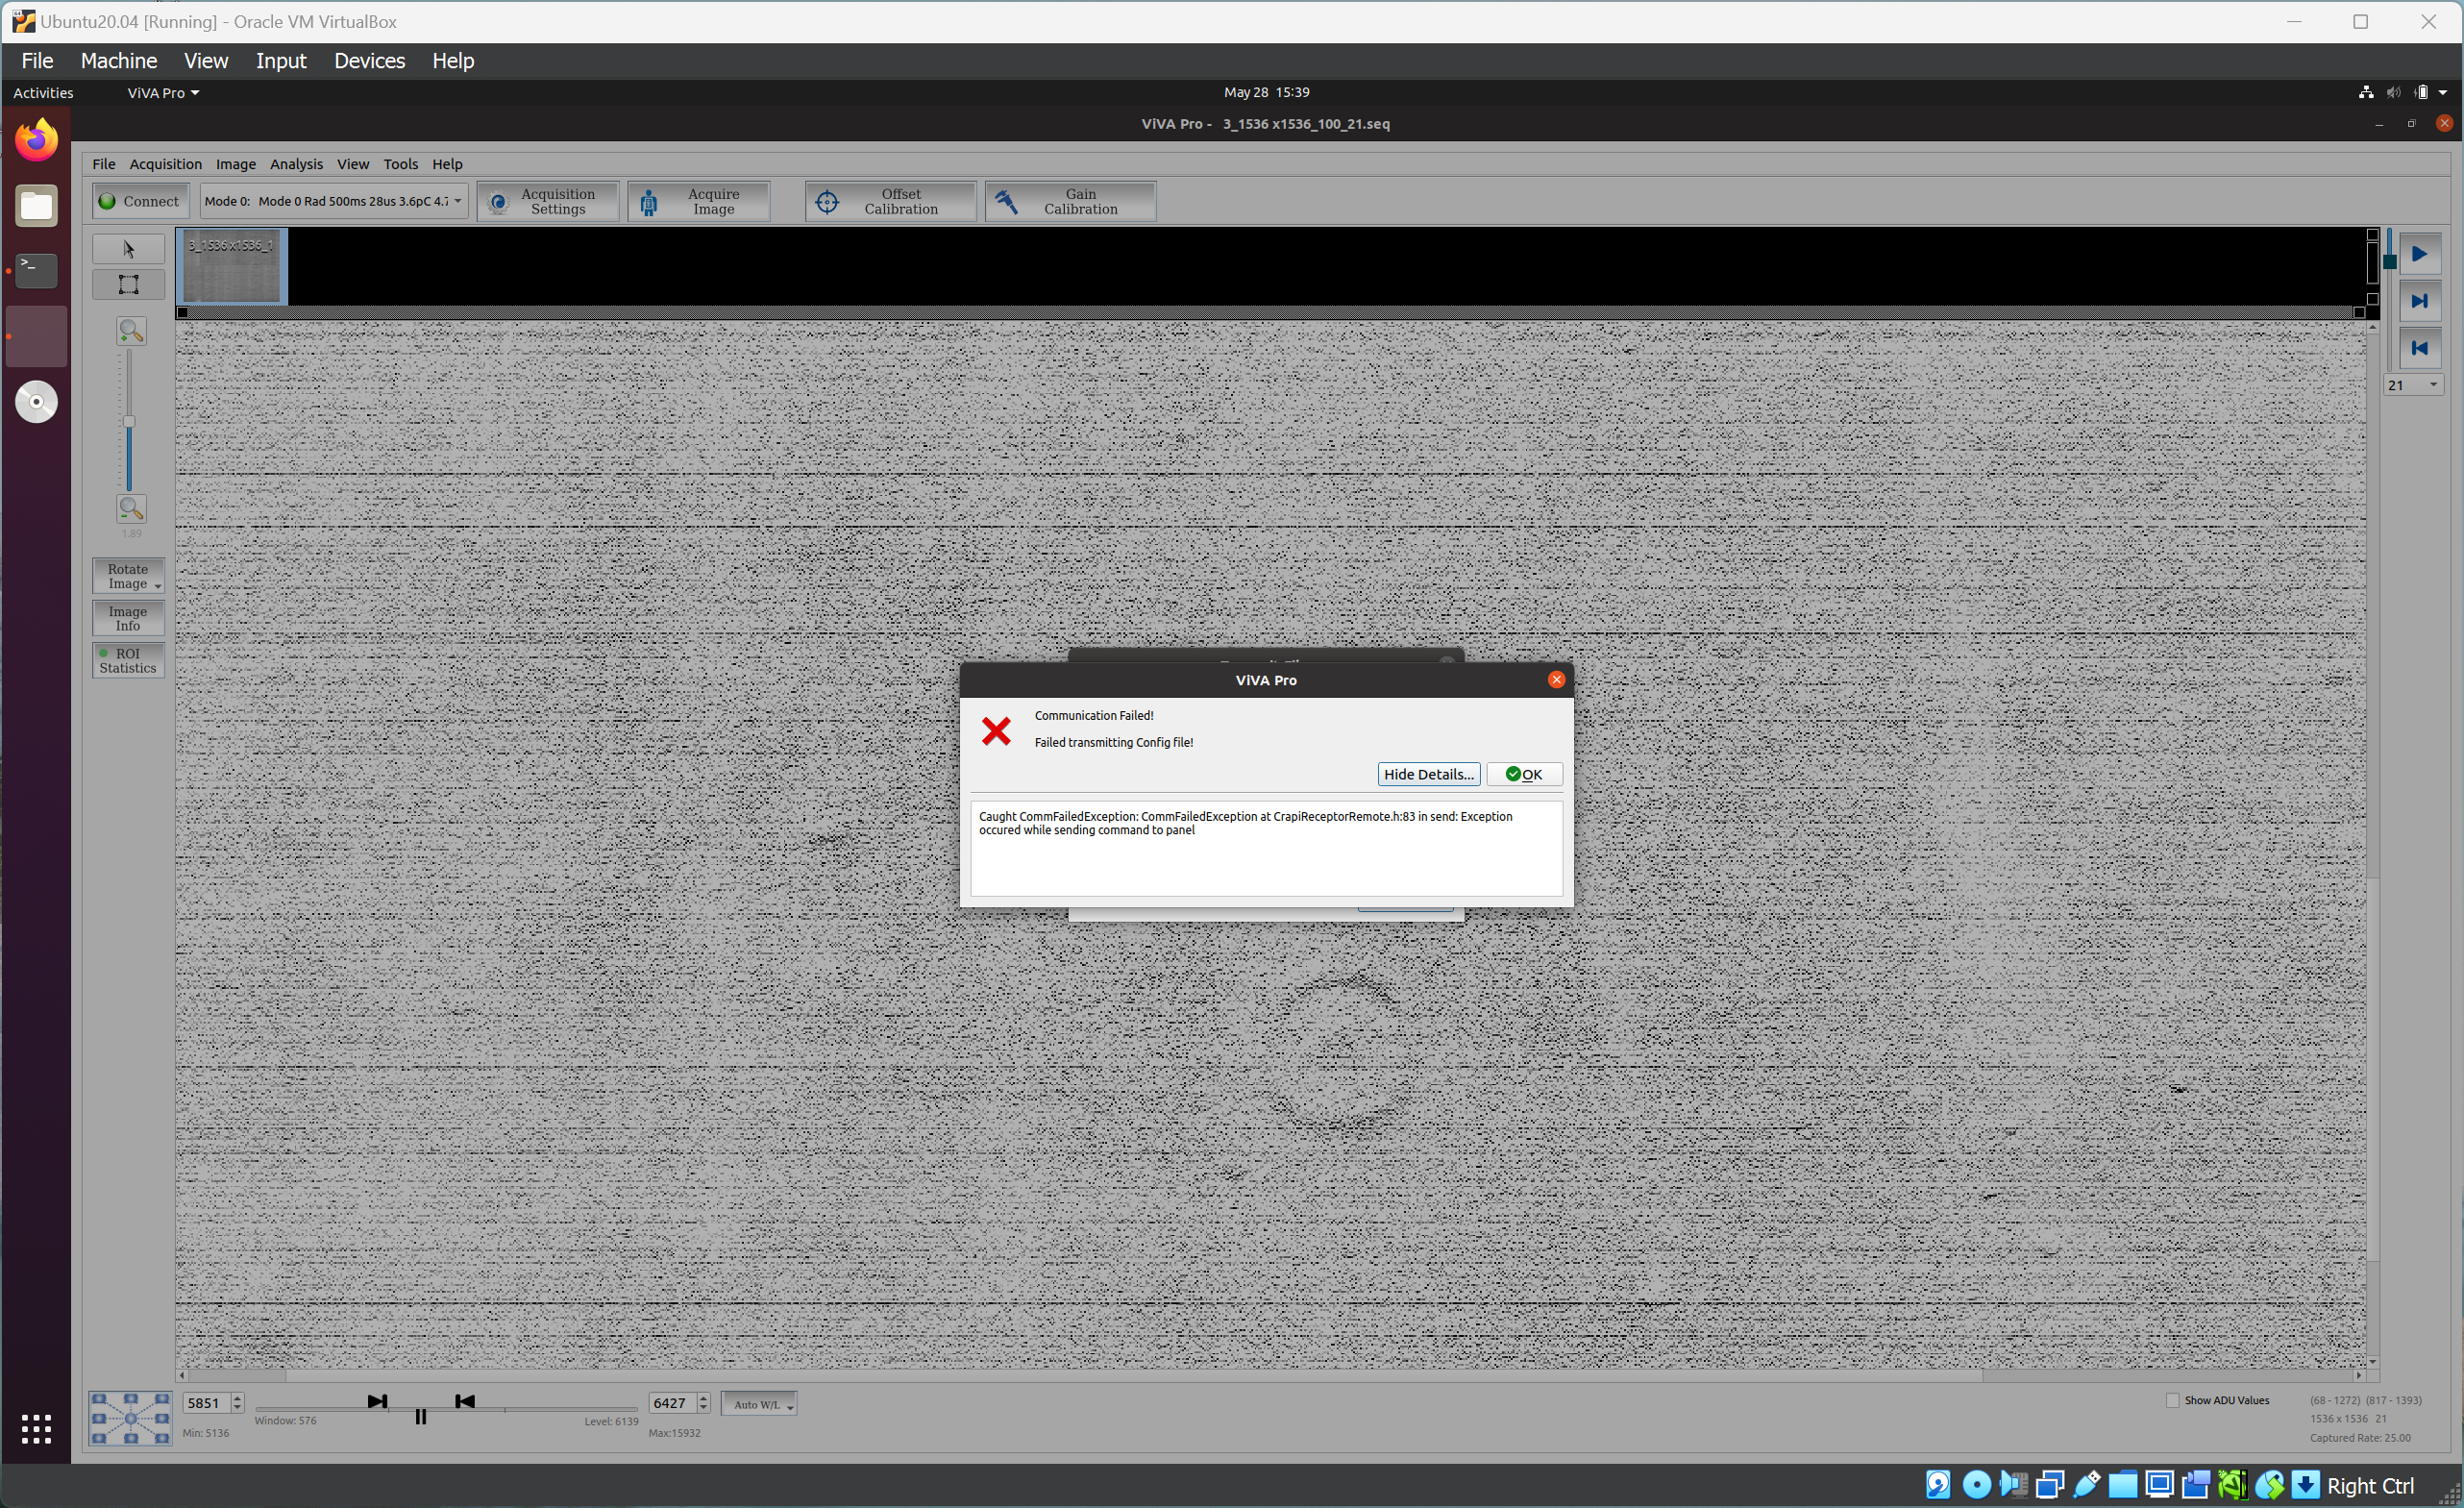 Ubuntu20.04 [Running] - Oracle VM VirtualBox
File Machine View Input Devices Help
Activities ViVA Pro May 28 15:39
ViVA Pro - 3_1536 x1536_100_21.seq
File Acquisition Image Analysis View Tools Help
Connect
Mode 0: Mode 0 Rad 500ms 28us 3.6pC 4.
Acquisition
Settings
Acquire
Image
Offset
Calibration
Gain
Calibration
3_1536 x1536_1
21
1.89
Rotate
Image
Image
Info
ROI
Statistics
ViVA Pro
Communication Failed!
Failed transmitting Config file!
Hide Details...
OK
Caught CommFailedException: CommFailedException at CrapiReceptorRemote.h:83 in send: Exception
occured while sending command to panel
5851
Window: 576
Min: 5136
Level: 6139
6427
Max:15932
Auto W/L
Show ADU Values
(68 - 1272) (817 - 1393)
1536 x 1536 21
Captured Rate: 25.00
Right Ctrl